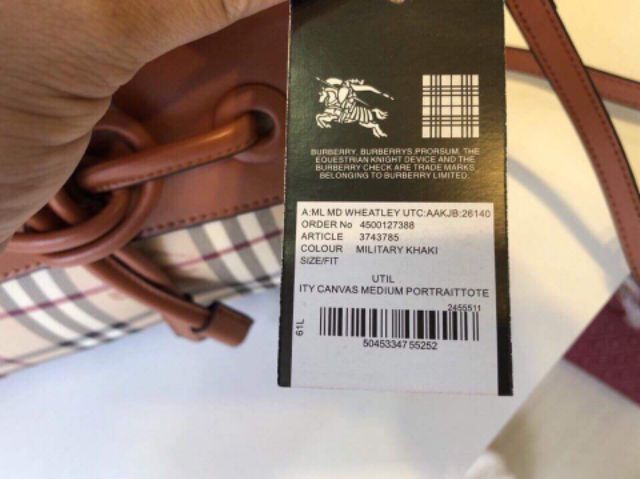 BURBERRY, BURBERRYS,PRORSUM, THE
EQUESTRIAN KNIGHT DEVICE AND THE
BURBERRY CHECK ARE TRADE MARKS
BELONGING TO BURBERRY LIMITED.
A:ML MD WHEATLEY UTC:AAKJB:26140
ORDER No 4500127388
ARTICLE 3743785
COLOUR MILITARY KHAKI
SIZE/FIT
UTIL
ITY CANVAS MEDIUM PORTRAITTOTE
2455511
61L
5045334755252